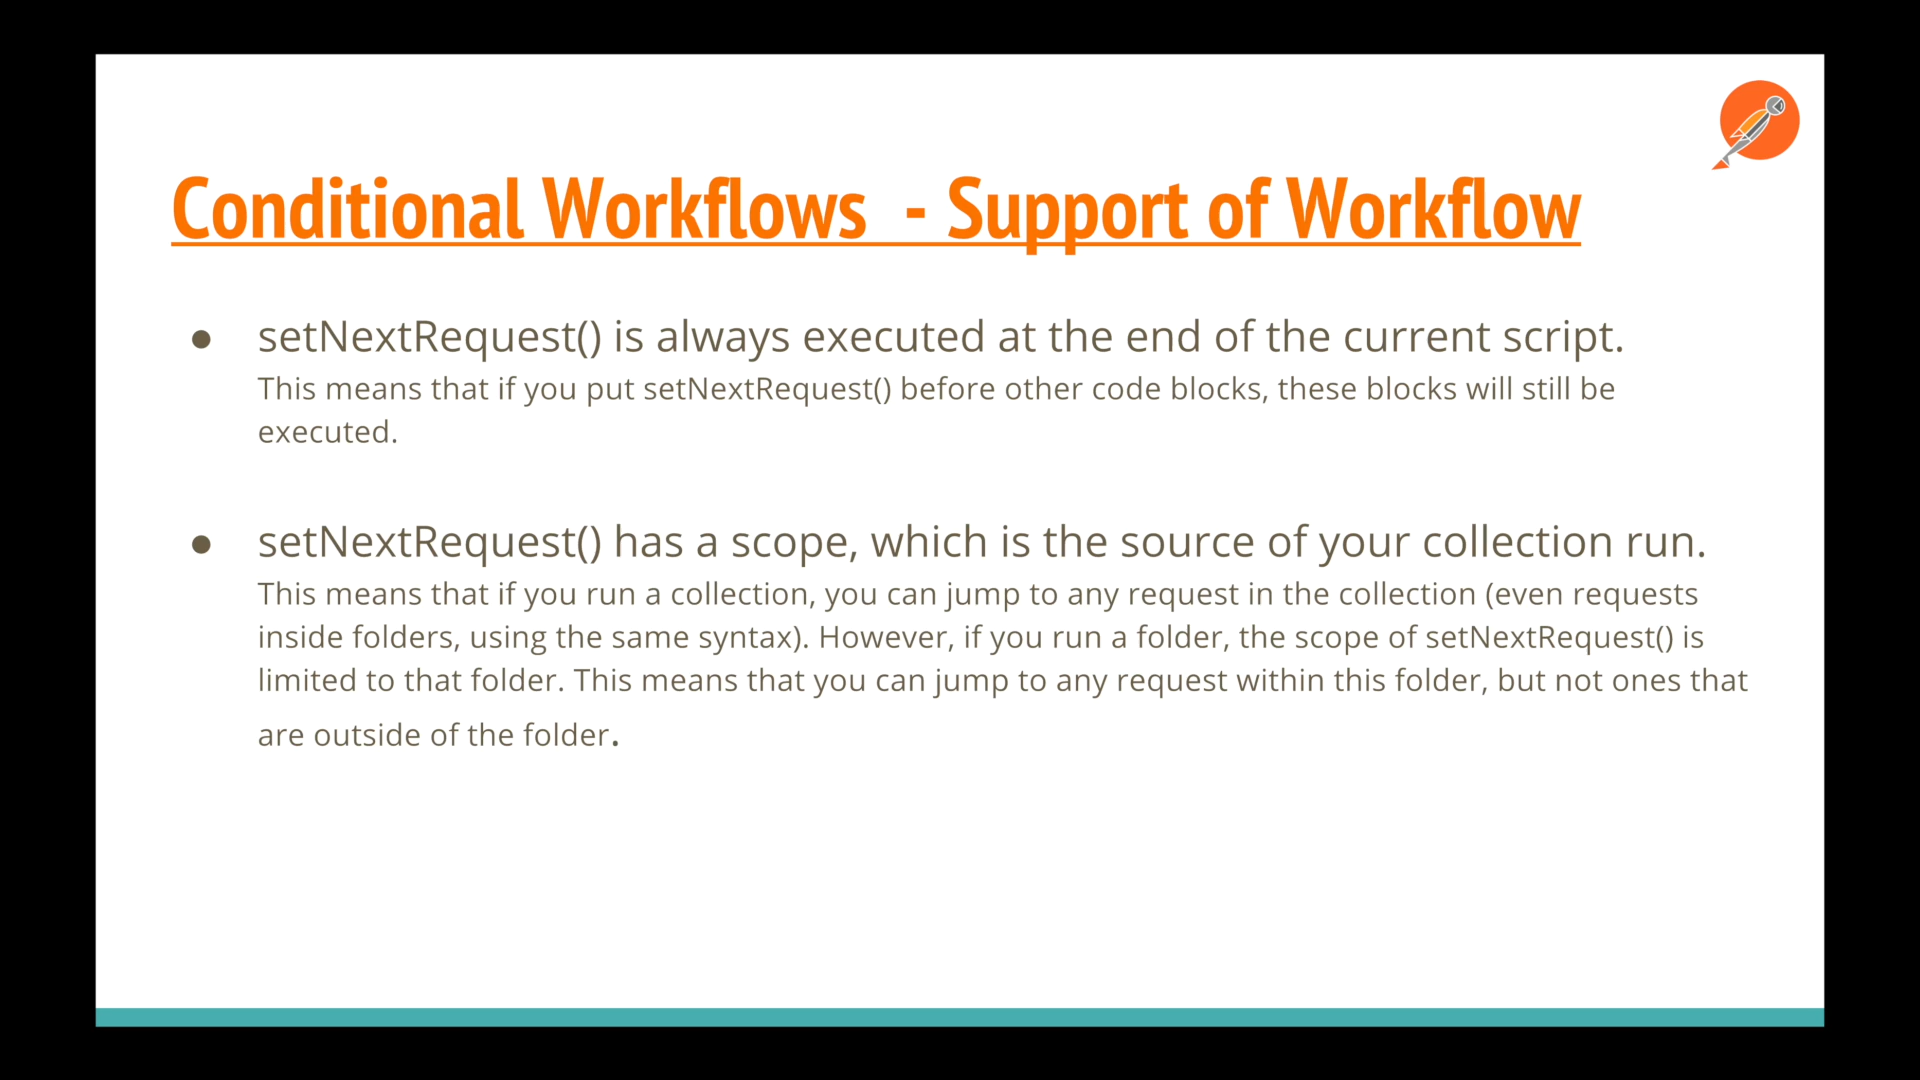 Conditional Workflows  - Support of Workflow
● setNextRequest() is always executed at the end of the current script.
This means that if you put setNextRequest() before other code blocks, these blocks will still be
executed.
● setNextRequest() has a scope, which is the source of your collection run.
This means that if you run a collection, you can jump to any request in the collection (even requests
inside folders, using the same syntax). However, if you run a folder, the scope of setNextRequest() is
limited to that folder. This means that you can jump to any request within this folder, but not ones that
are outside of the folder.